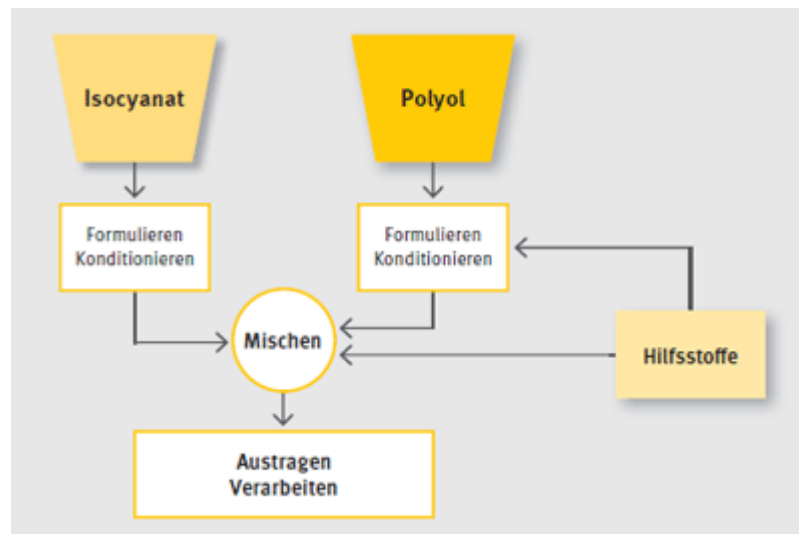 Isocyanat
Polyol
Formulieren
Konditionieren
Formulieren
Konditionieren
Mischen
Hilfsstoffe
Austragen
Verarbeiten